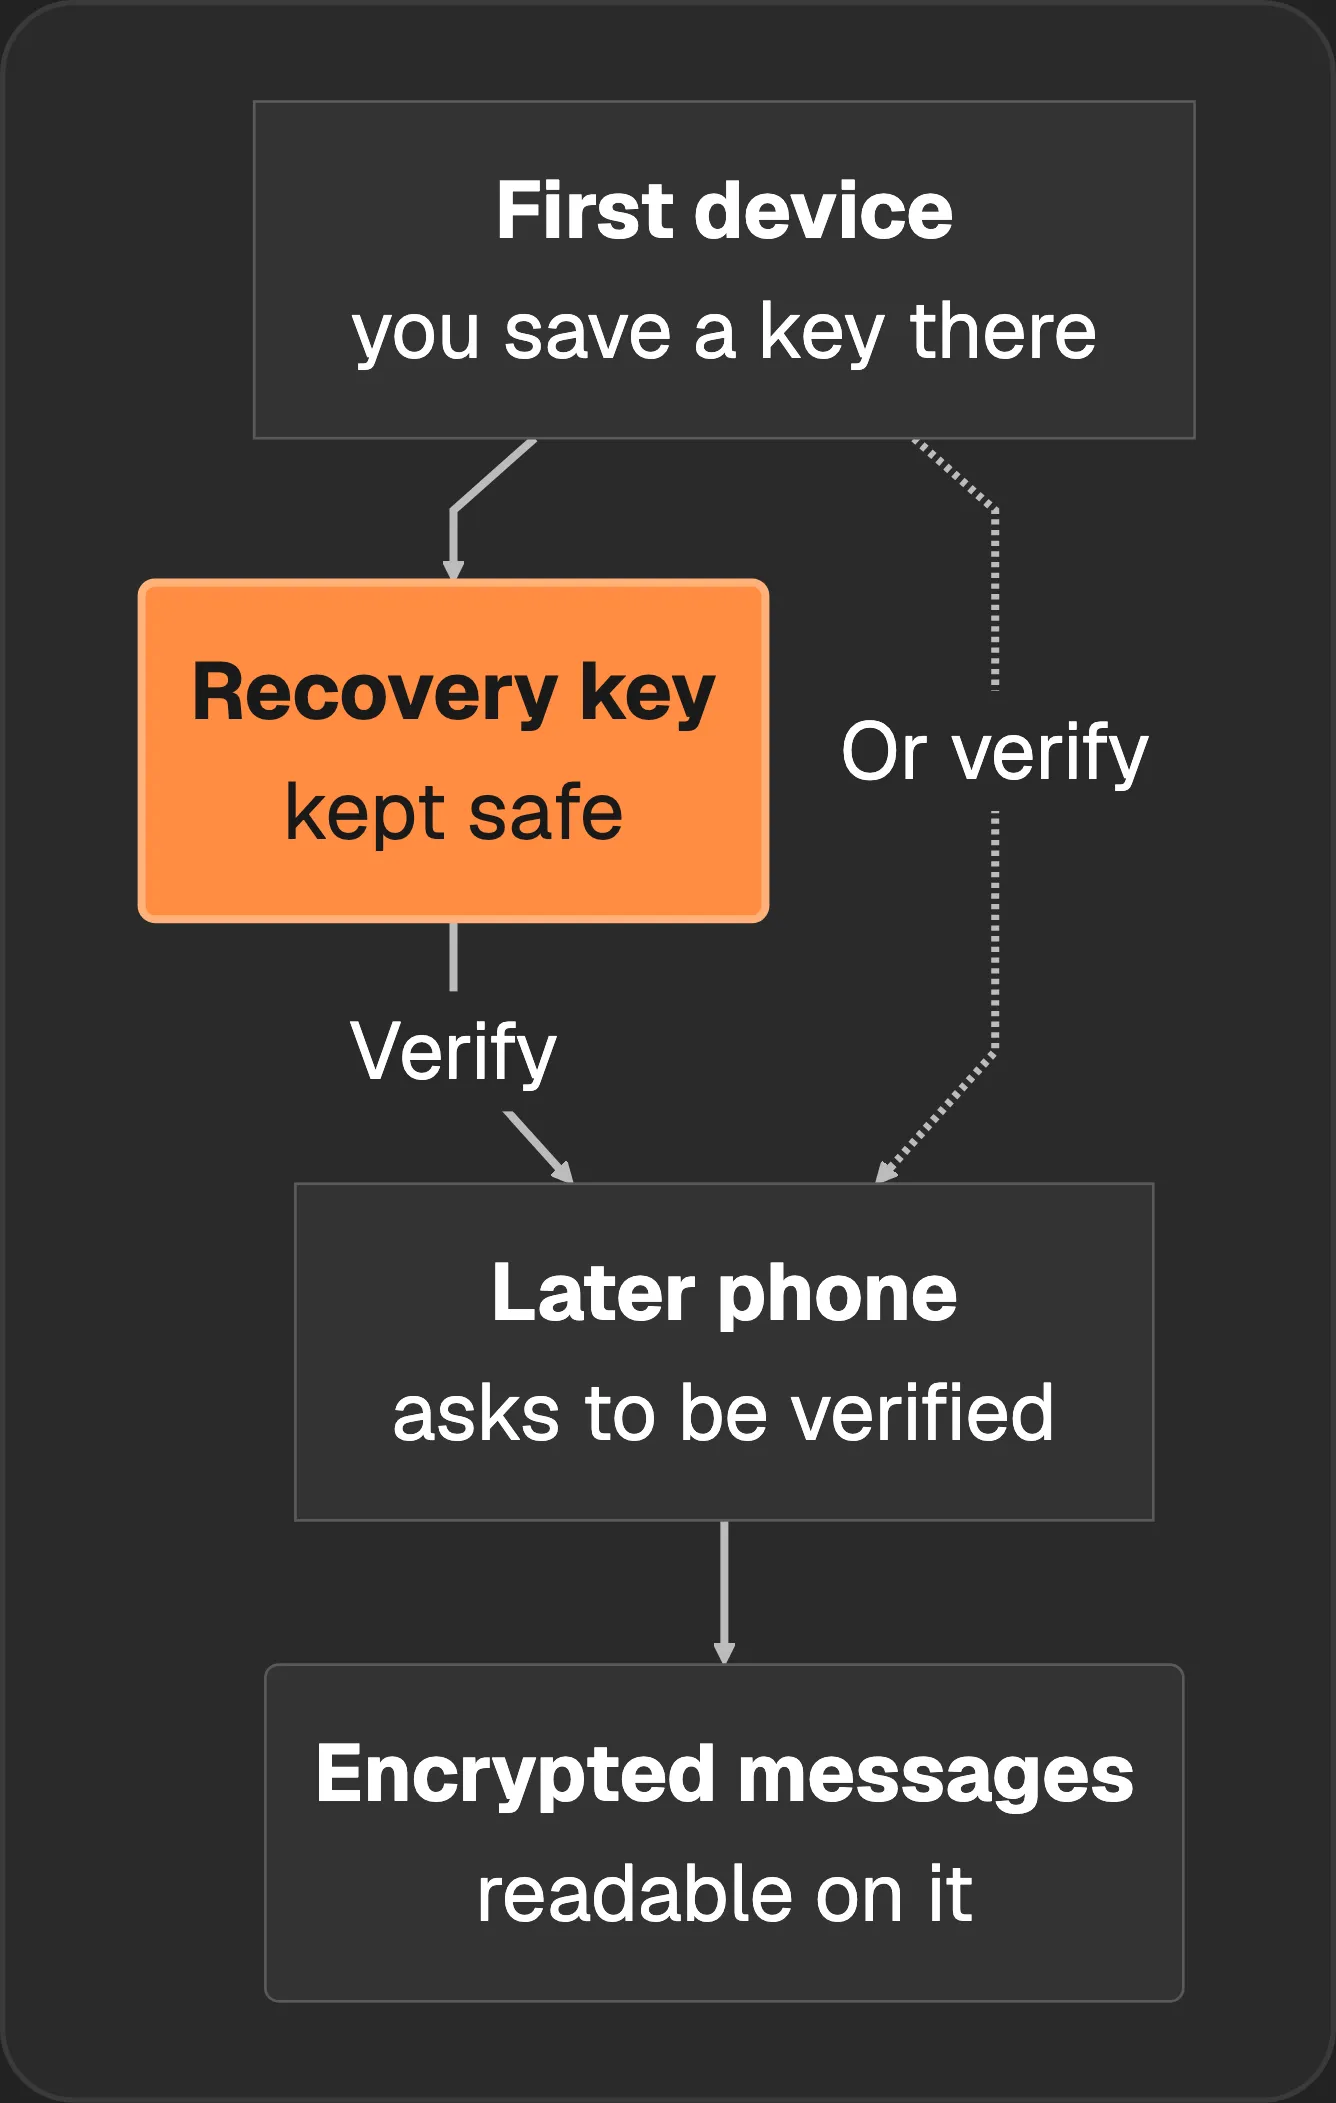 First device
you save a key there
Recovery key
kept safe
Or verify
Verify
Later phone
asks to be verified
Encrypted messages
readable on it